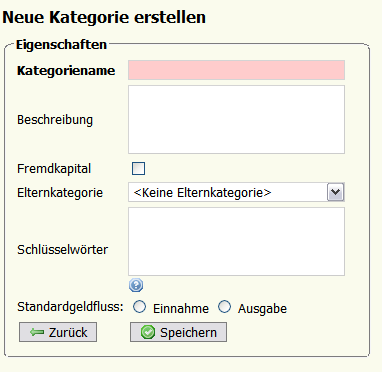 Neue Kategorie erstellen
Eigenschaften
Kategoriename
Beschreibung
Fremdkapital
Elternkategorie <Keine Elternkategorie>
Schlüsselwörter
?
Standardgeldfluss: Einnahme Ausgabe
Zurück Speichern